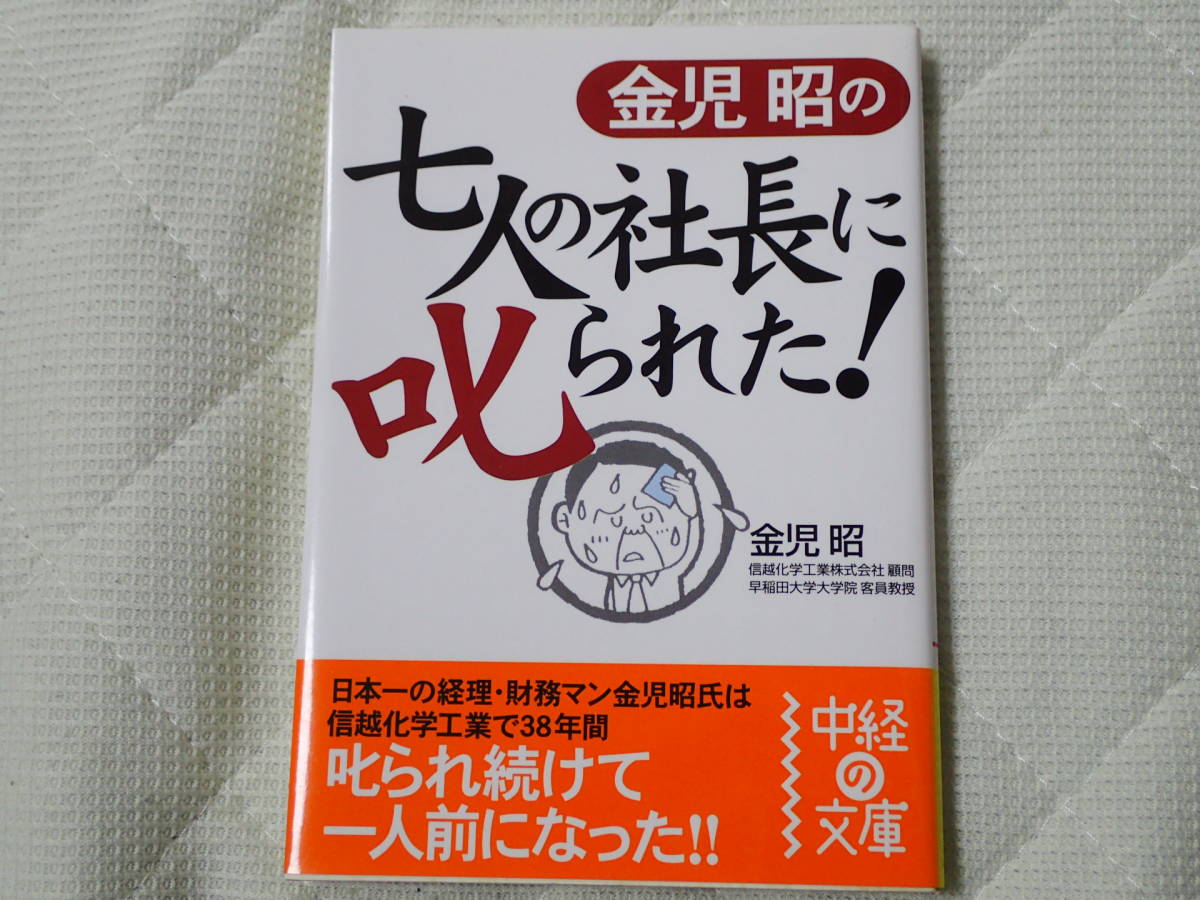 金児 昭の
七人の社長に
叱られた!
金児 昭
信越化学工業株式会社 顧問
早稲田大学大学院 客員教授
日本一の経理・財務マン金児昭氏は
信越化学工業で38年間
叱られ続けて
一人前になった!!
中経
の
文庫